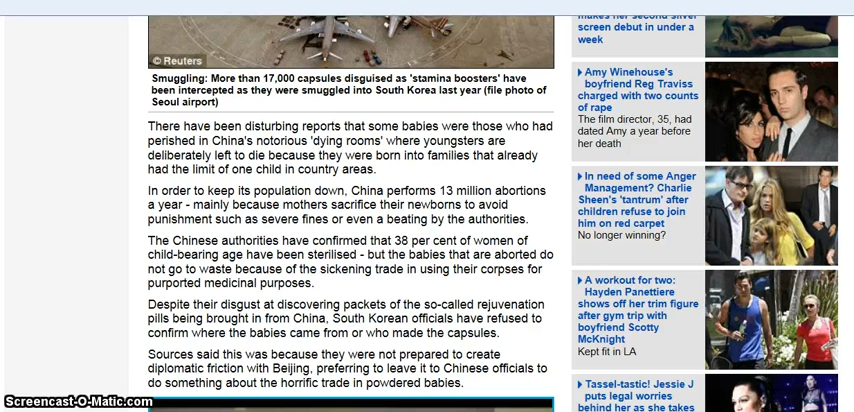 makes her second silver
screen debut in under a
week
© Reuters
Smuggling: More than 17,000 capsules disguised as 'stamina boosters' have
been intercepted as they were smuggled into South Korea last year (file photo of
Seoul airport)
There have been disturbing reports that some babies were those who had
perished in China's notorious 'dying rooms' where youngsters are
deliberately left to die because they were born into families that already
had the limit of one child in country areas.
In order to keep its population down, China performs 13 million abortions
a year - mainly because mothers sacrifice their newborns to avoid
punishment such as severe fines or even a beating by the authorities.
The Chinese authorities have confirmed that 38 per cent of women of
child-bearing age have been sterilised - but the babies that are aborted do
not go to waste because of the sickening trade in using their corpses for
purported medicinal purposes.
Despite their disgust at discovering packets of the so-called rejuvenation
pills being brought in from China, South Korean officials have refused to
confirm where the babies came from or who made the capsules.
Sources said this was because they were not prepared to create
diplomatic friction with Beijing, preferring to leave it to Chinese officials to
do something about the horrific trade in powdered babies.
Amy Winehouse's
boyfriend Reg Traviss
charged with two counts
of rape
The film director, 35, had
dated Amy a year before
her death
In need of some Anger
Management? Charlie
Sheen's 'tantrum' after
children refuse to join
him on red carpet
No longer winning?
A workout for two:
Hayden Panettiere
shows off her trim figure
after gym trip with
boyfriend Scotty
McKnight
Kept fit in LA
Tassel-tastic! Jessie J
puts legal worries
behind her as she takes
Screencast-O-Matic.com